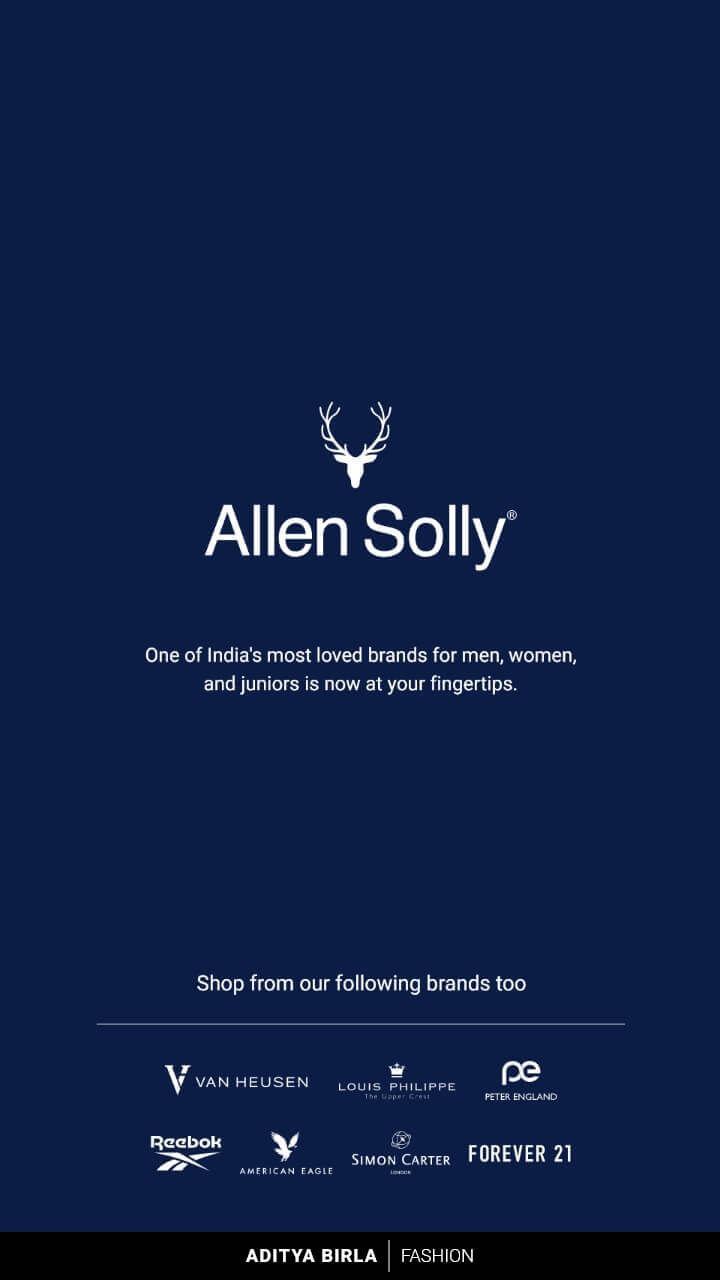 Allen Solly®
One of India's most loved brands for men, women,
and juniors is now at your fingertips.
Shop from our following brands too
VAN HEUSEN
LOUIS PHILIPPE
The Upper Crest
pe
PETER ENGLAND
Reebok
AMERICAN EAGLE
SIMON CARTER
LONDON
FOREVER 21
ADITYA BIRLA | FASHION